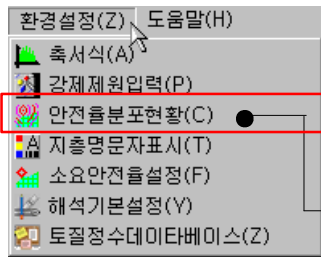 환경설정(Z) 도움말(H)
축서식(A)
강제제원입력(P)
안전율분포현황(C)
지층명문자표시(T)
소요안전율설정(F)
해석기본설정(Y)
토질정수데이타베이스(Z)